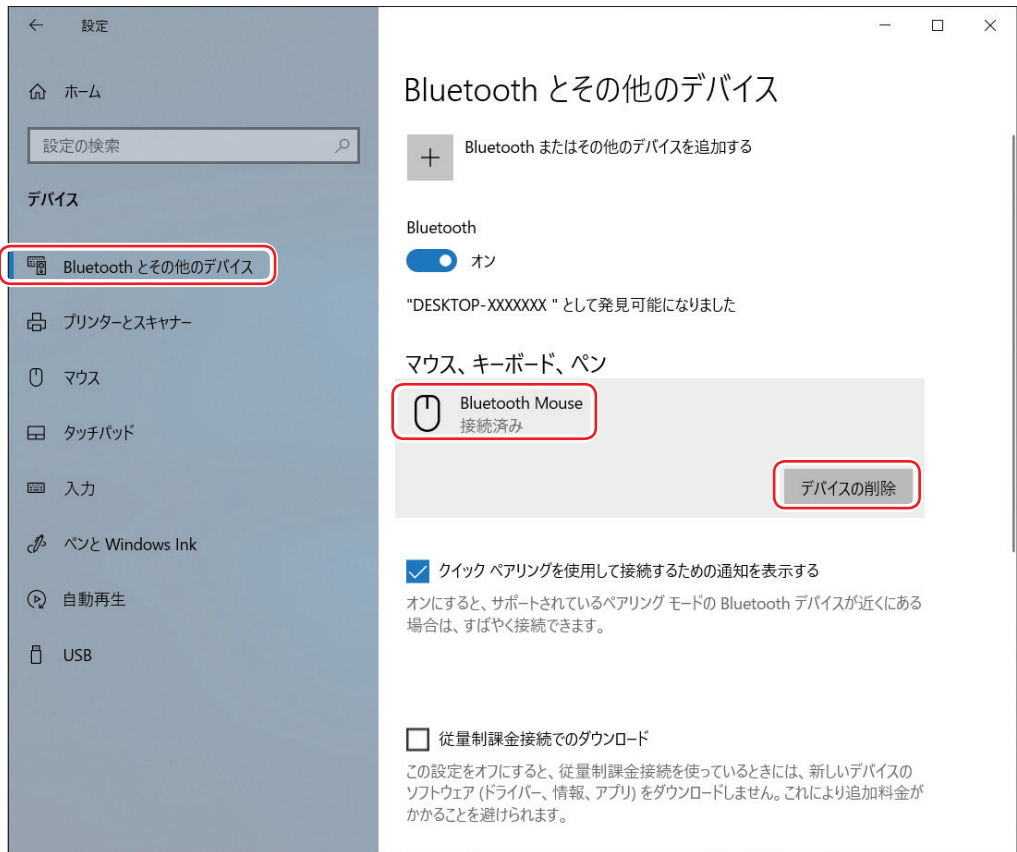 設定
ホーム
設定の検索
デバイス
Bluetooth とその他のデバイス
プリンターとスキャナー
マウス
タッチパッド
入力
ペンと Windows Ink
自動再生
USB
Bluetooth とその他のデバイス
Bluetooth またはその他のデバイスを追加する
Bluetooth
オン
"DESKTOP-XXXXXXX " として発見可能になりました
マウス、キーボード、ペン
Bluetooth Mouse
接続済み
デバイスの削除
クイック ペアリングを使用して接続するための通知を表示する
オンにすると、サポートされているペアリング モードの Bluetooth デバイスが近くにある
場合は、すばやく接続できます。
従量制課金接続でのダウンロード
この設定をオフにすると、従量制課金接続を使っているときには、新しいデバイスの
ソフトウェア (ドライバー、情報、アプリ) をダウンロードしません。これにより追加料金が
かかることを避けられます。